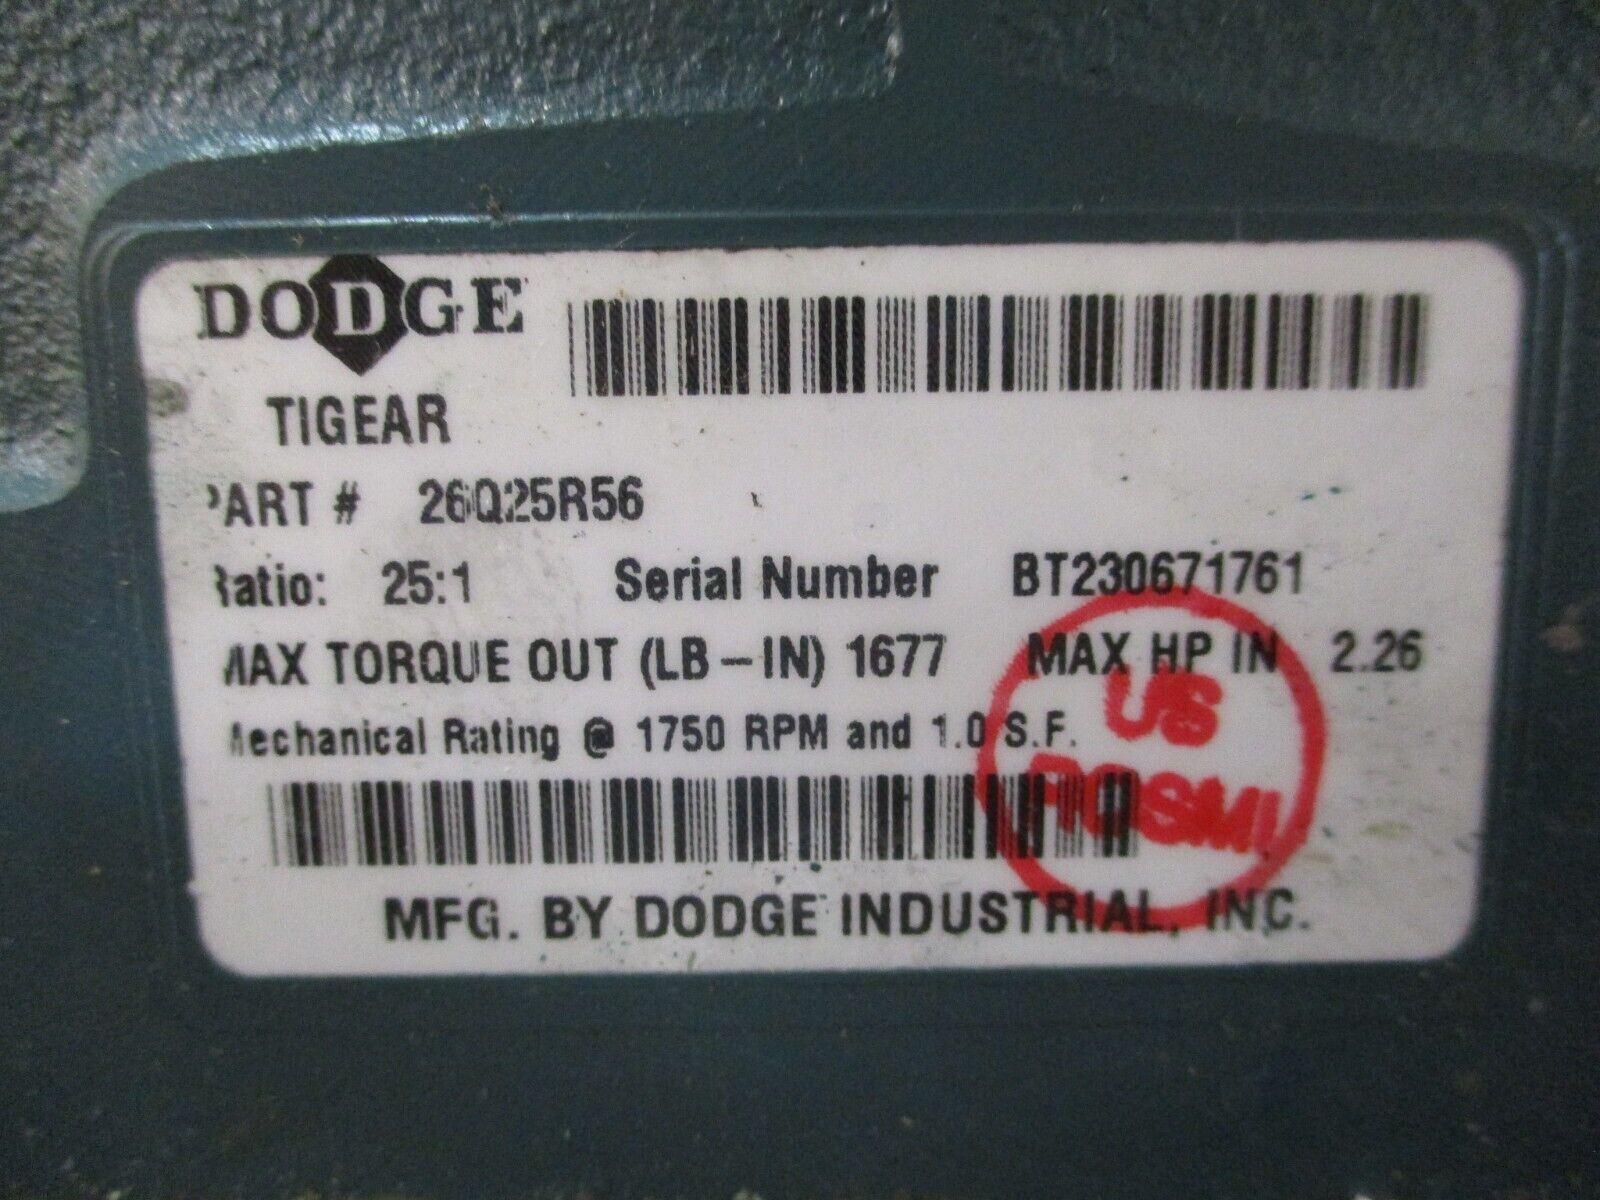 DODGE
TIGEAR
PART # 26Q25R56
Ratio: 25:1 Serial Number BT230671761
MAX TORQUE OUT (LB-IN) 1677 MAX HP IN 2.26
Mechanical Rating @ 1750 RPM and 1.0 S.F.
US
MFG. BY DODGE INDUSTRIAL, INC.